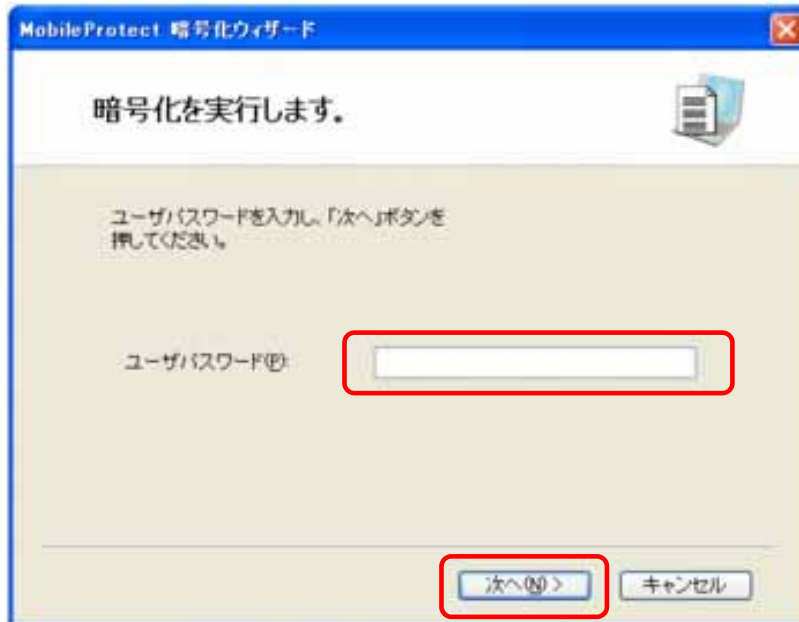 MobileProtect 暗号化ウィザード
暗号化を実行します。
ユーザパスワードを入力し、「次へ」ボタンを
押してください。
ユーザパスワード(P):
次へ(N) >
キャンセル